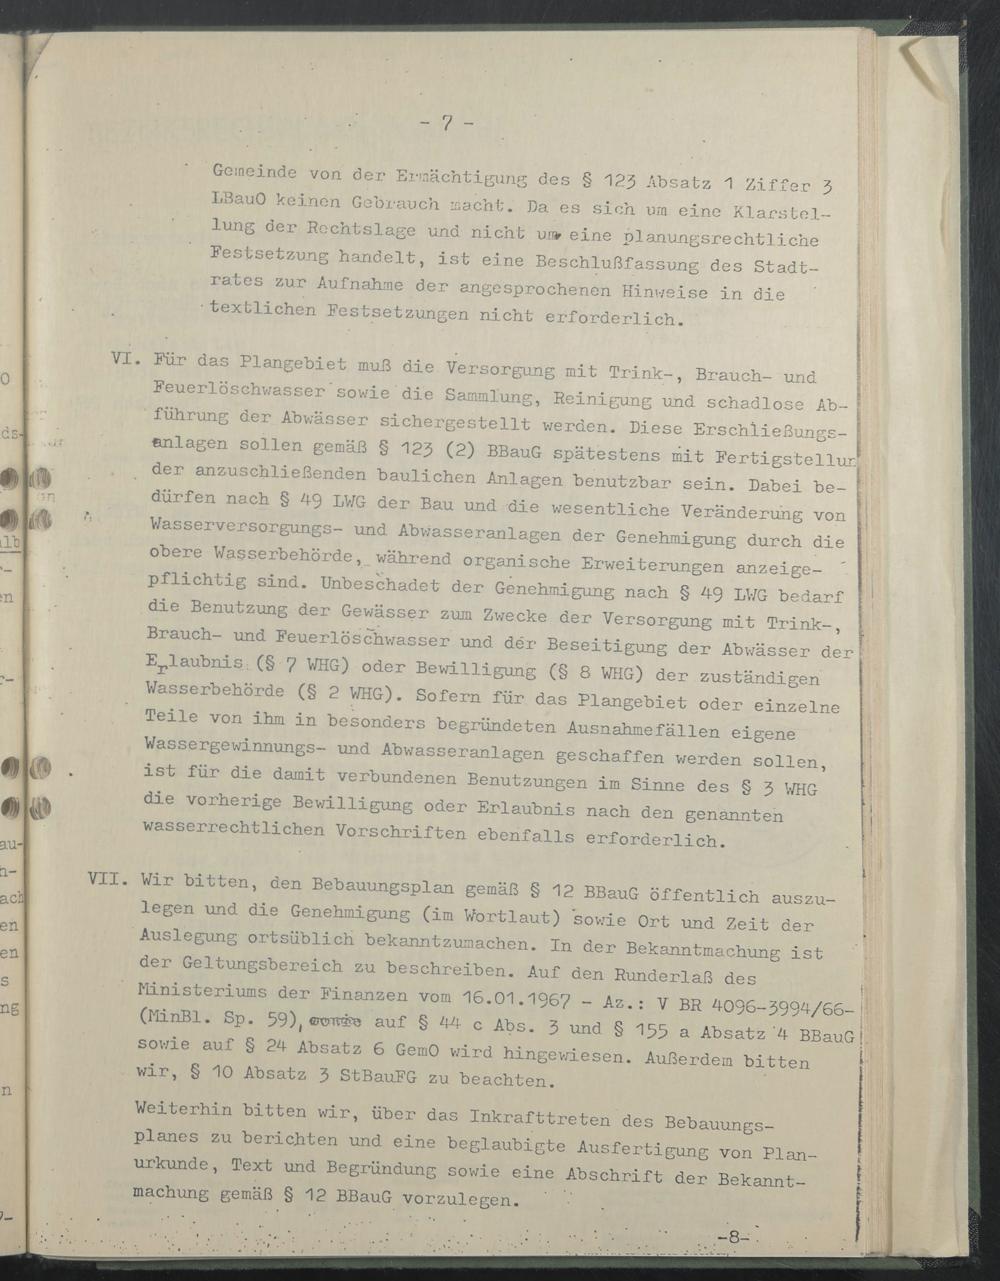 - 7 -
Gemeinde von der Ermächtigung des § 123 Absatz 1 Ziffer 3
LBauO keinen Gebrauch macht. Da es sich um eine Klarstel-
lung der Rechtslage und nicht um eine planungsrechtliche
Festsetzung handelt, ist eine Beschlußfassung des Stadt-
rates zur Aufnahme der angesprochenen Hinweise in die
textlichen Festsetzungen nicht erforderlich.
VI. Für das Plangebiet muß die Versorgung mit Trink-, Brauch- und
Feuerlöschwasser sowie die Sammlung, Reinigung und schadlose Ab-
führung der Abwässer sichergestellt werden. Diese Erschließungs-
anlagen sollen gemäß § 123 (2) BBauG spätestens mit Fertigstellun
der anzuschließenden baulichen Anlagen benutzbar sein. Dabei be-
dürfen nach § 49 LWG der Bau und die wesentliche Veränderung von
Wasserversorgungs- und Abwasseranlagen der Genehmigung durch die
obere Wasserbehörde, während organische Erweiterungen anzeige-
pflichtig sind. Unbeschadet der Genehmigung nach § 49 LWG bedarf
die Benutzung der Gewässer zum Zwecke der Versorgung mit Trink-,
Brauch- und Feuerlöschwasser und der Beseitigung der Abwässer der
Erlaubnis (§ 7 WHG) oder Bewilligung (§ 8 WHG) der zuständigen
Wasserbehörde (§ 2 WHG). Sofern für das Plangebiet oder einzelne
Teile von ihm in besonders begründeten Ausnahmefällen eigene
Wassergewinnungs- und Abwasseranlagen geschaffen werden sollen,
ist für die damit verbundenen Benutzungen im Sinne des § 3 WHG
die vorherige Bewilligung oder Erlaubnis nach den genannten
wasserrechtlichen Vorschriften ebenfalls erforderlich.
VII. Wir bitten, den Bebauungsplan gemäß § 12 BBauG öffentlich auszu-
legen und die Genehmigung (im Wortlaut) sowie Ort und Zeit der
Auslegung ortsüblich bekanntzumachen. In der Bekanntmachung ist
der Geltungsbereich zu beschreiben. Auf den Runderlaß des
Ministeriums der Finanzen vom 16.01.1967 - Az.: V BR 4096-3994/66-
(MinBl. Sp. 59), sowie auf § 44 c Abs. 3 und § 155 a Absatz 4 BBauG
sowie auf § 24 Absatz 6 GemO wird hingewiesen. Außerdem bitten
wir, § 10 Absatz 3 StBauFG zu beachten.
Weiterhin bitten wir, über das Inkrafttreten des Bebauungs-
planes zu berichten und eine beglaubigte Ausfertigung von Plan-
urkunde, Text und Begründung sowie eine Abschrift der Bekannt-
machung gemäß § 12 BBauG vorzulegen.
-8-